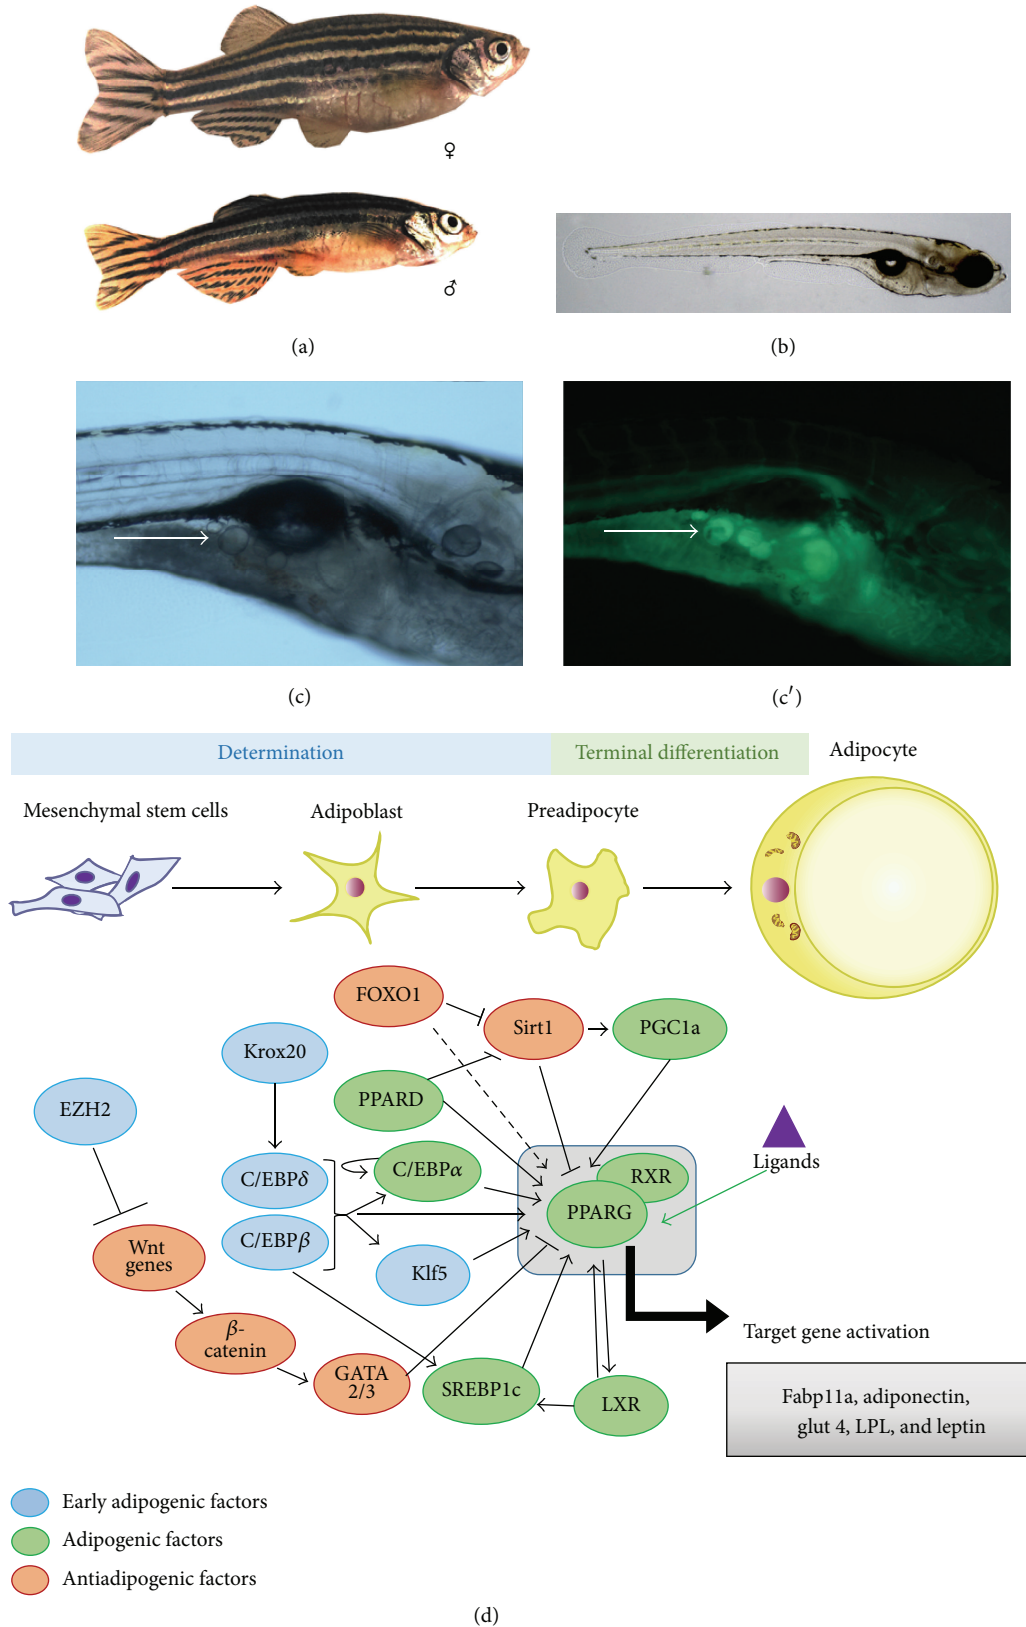 ♀
♂
(a)
(b)
(c)
(c′)
Determination
Terminal differentiation
Adipocyte
Mesenchymal stem cells
Adipoblast
Preadipocyte
FOXO1
Sirt1
PGC1a
Krox20
PPARD
EZH2
Ligands
C/EBPδ
C/EBPα
RXR
PPARG
C/EBPβ
Wnt
genes
Klf5
β-
catenin
Target gene activation
GATA
2/3
SREBP1c
LXR
Fabp11a, adiponectin,
glut 4, LPL, and leptin
Early adipogenic factors
Adipogenic factors
Antiadipogenic factors
(d)